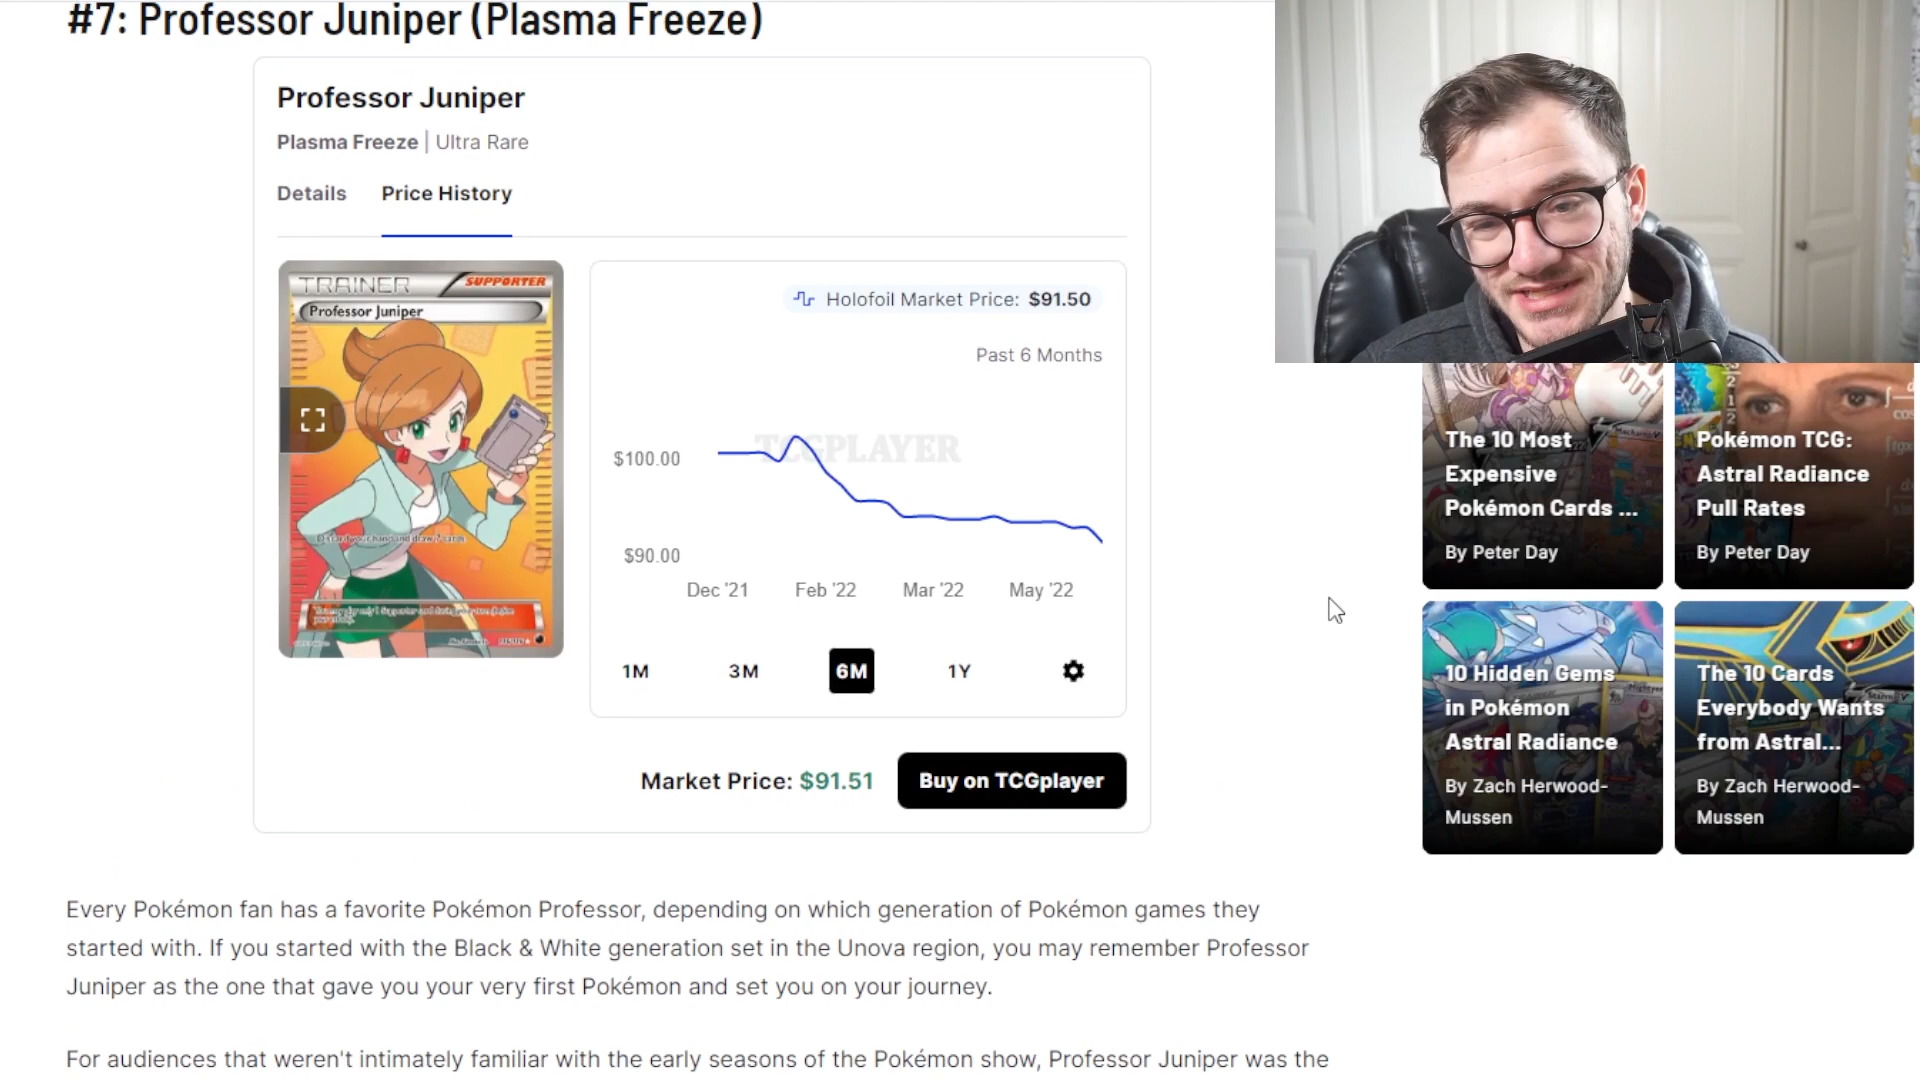 #7: Professor Juniper (Plasma Freeze)
Professor Juniper
Plasma Freeze | Ultra Rare
Details Price History
TRAINER SUPPORTER
Professor Juniper
Discard your hand and draw 7 cards.
Holofoil Market Price: $91.50
Past 6 Months
TCGPLAYER
$100.00
$90.00
Dec '21 Feb '22 Mar '22 May '22
1M 3M 6M 1Y
Market Price: $91.51 Buy on TCGplayer
The 10 Most
Expensive
Pokémon Cards ...
By Peter Day
Pokémon TCG:
Astral Radiance
Pull Rates
By Peter Day
10 Hidden Gems
in Pokémon
Astral Radiance
By Zach Herwood-
Mussen
The 10 Cards
Everybody Wants
from Astral...
By Zach Herwood-
Mussen
Every Pokémon fan has a favorite Pokémon Professor, depending on which generation of Pokémon games they
started with. If you started with the Black & White generation set in the Unova region, you may remember Professor
Juniper as the one that gave you your very first Pokémon and set you on your journey.
For audiences that weren't intimately familiar with the early seasons of the Pokémon show, Professor Juniper was the